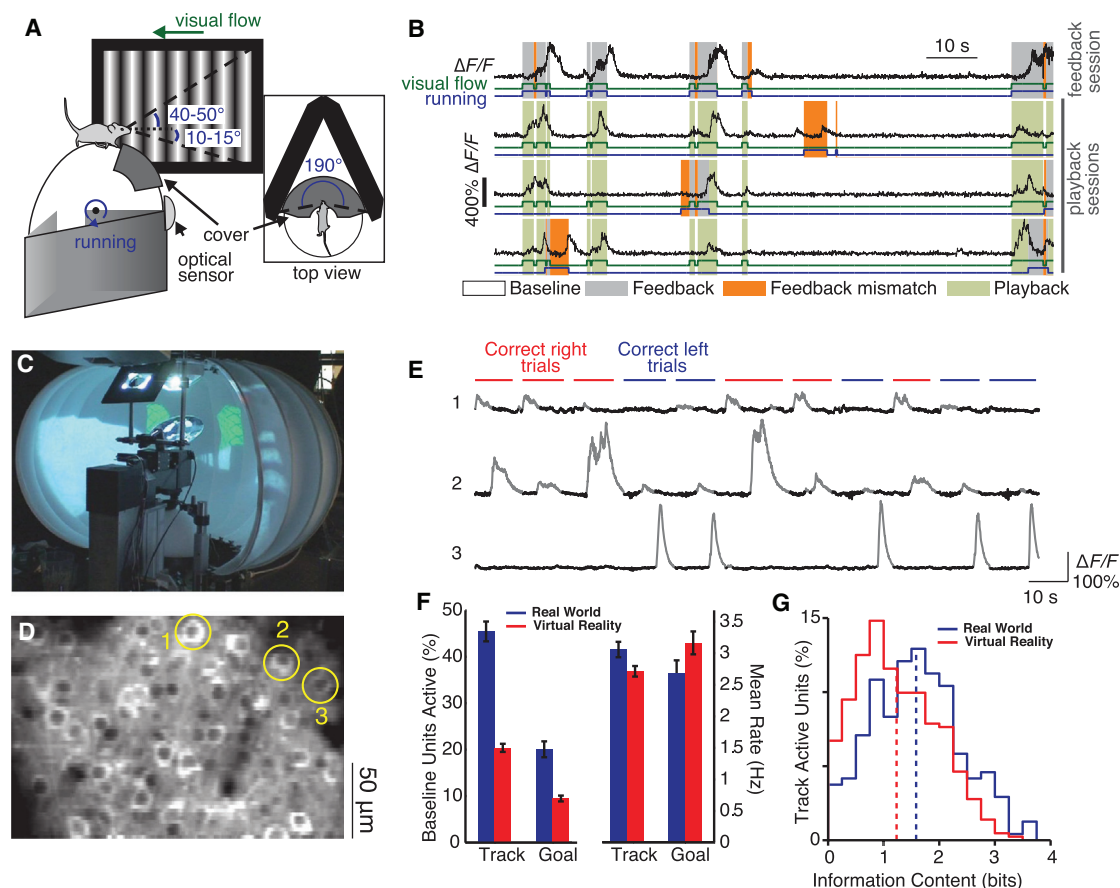 A
visual flow
40-50°
10-15°
running
cover
optical
sensor
190°
top view
B
10 s
ΔF/F
visual flow
running
400% ΔF/F
feedback
session
playback
sessions
Baseline
Feedback
Feedback mismatch
Playback
C
D
1
2
3
50 µm
E
Correct right
trials
Correct left
trials
1
2
3
ΔF/F
100%
10 s
F
Real World
Virtual Reality
Baseline Units Active (%)
50
40
30
20
10
0
Track
Goal
Track
Goal
3.5
3
2.5
2
1.5
1
0.5
0
Mean Rate (Hz)
G
Real World
Virtual Reality
Track Active Units (%)
15
0
0
1
2
3
4
Information Content (bits)